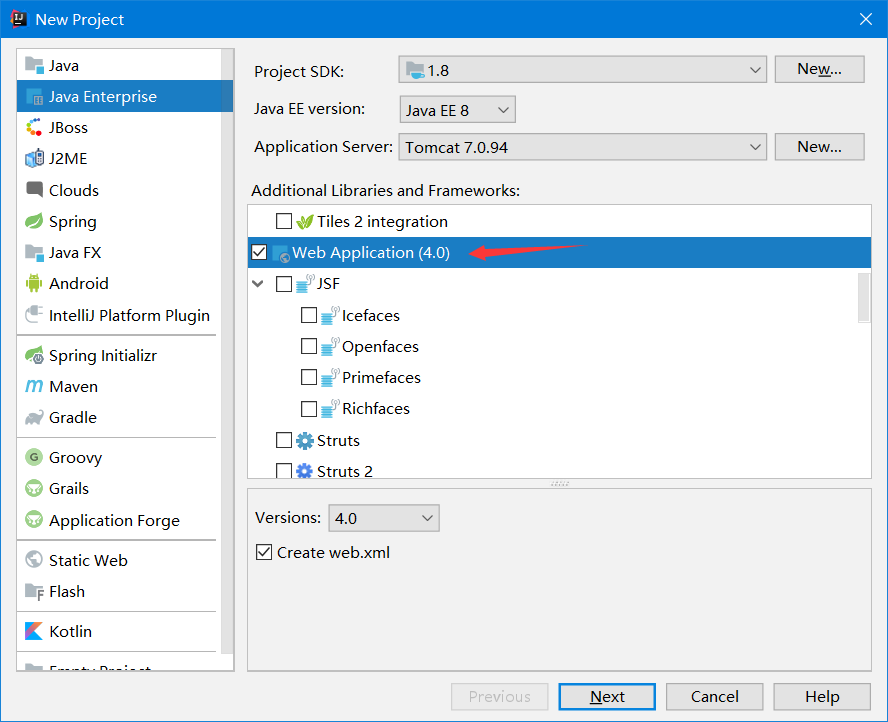 New Project
Java
Java Enterprise
JBoss
J2ME
Clouds
Spring
Java FX
Android
IntelliJ Platform Plugin
Spring Initializr
Maven
Gradle
Groovy
Grails
Application Forge
Static Web
Flash
Kotlin
Empty Project
Project SDK: 1.8 New...
Java EE version: Java EE 8
Application Server: Tomcat 7.0.94 New...
Additional Libraries and Frameworks:
Tiles 2 integration
Web Application (4.0)
JSF
Icefaces
Openfaces
Primefaces
Richfaces
Struts
Struts 2
Versions: 4.0
Create web.xml
Previous Next Cancel Help